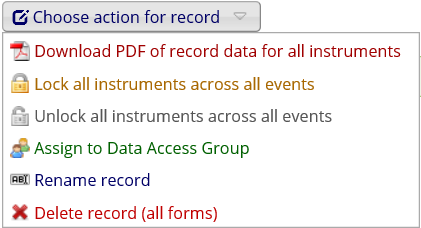 Choose action for record
Download PDF of record data for all instruments
Lock all instruments across all events
Unlock all instruments across all events
Assign to Data Access Group
ABI Rename record
Delete record (all forms)